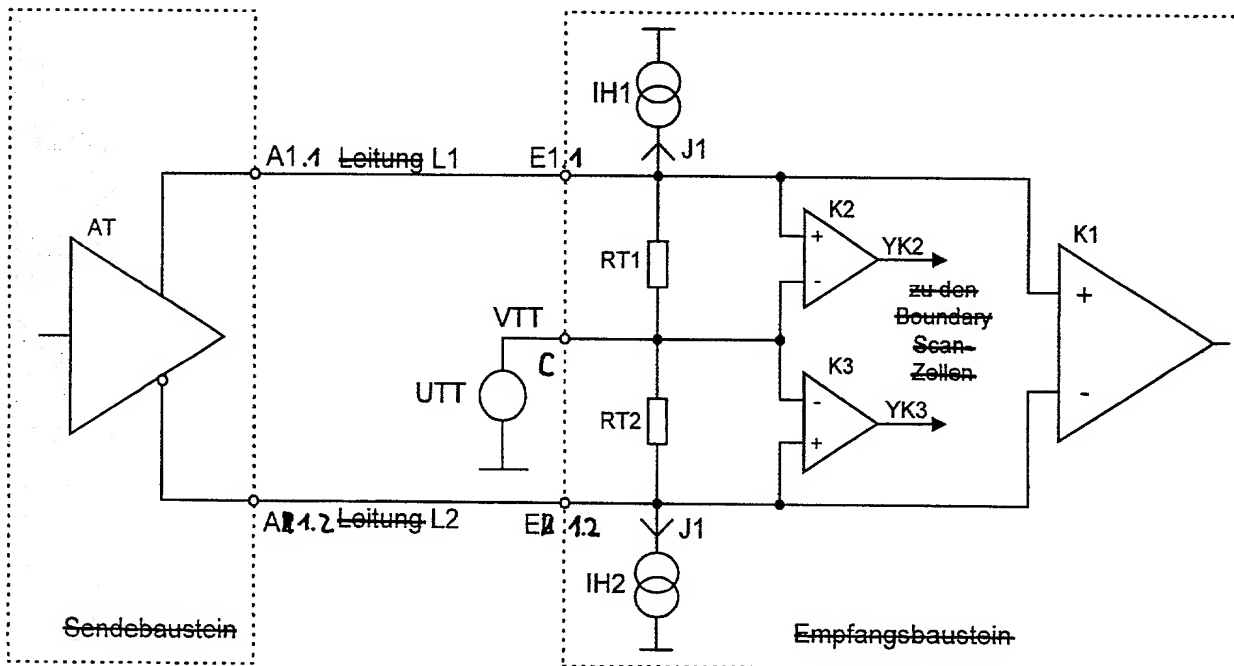 IH1
J1
A1.1 Leitung L1
E1.1
AT
K2
K1
+
YK2
RT1
-
+
zu den
Boundary
Scan-
Zellen
VTT
C
K3
UTT
-
YK3
-
RT2
+
A1.2 Leitung L2
E1.2
J1
IH2
Sendebaustein
Empfangsbaustein